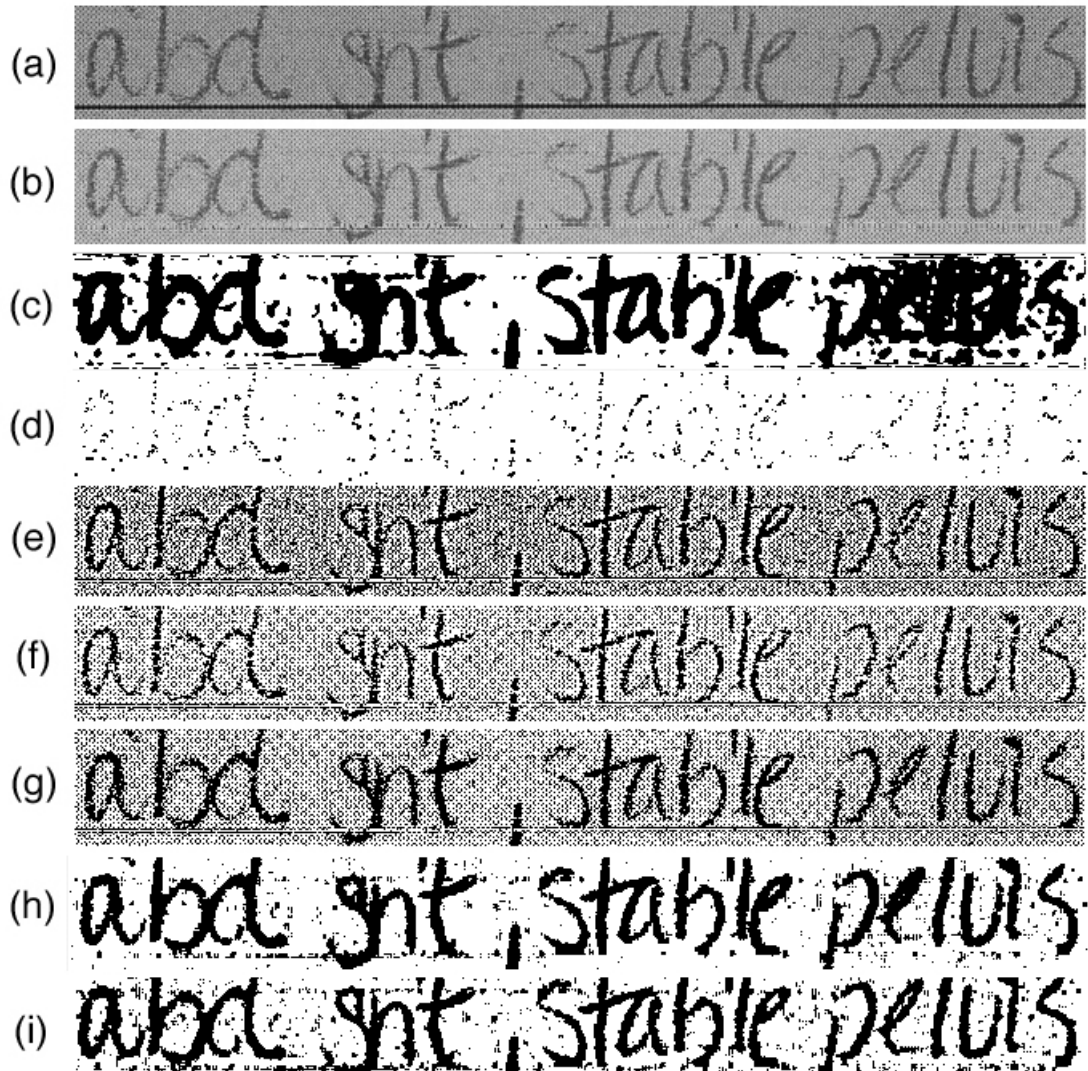 (a) abd snt, stable pelvis
(b) abd snt, stable pelvis
(c) abd snt, stable pelvis
(d)
(e) abd snt, stable pelvis
(f) abd snt, stable pelvis
(g) abd snt, stable pelvis
(h) abd snt, stable pelvis
(i) abd snt, stable pelvis